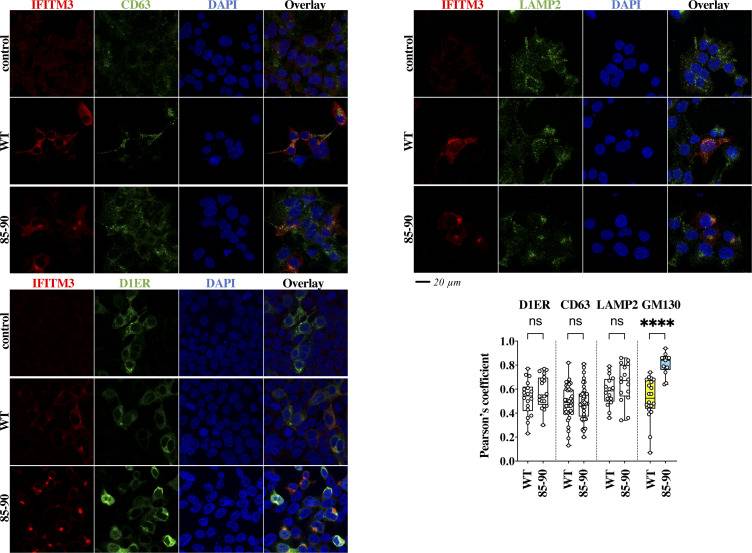 IFITM3 CD63 DAPI Overlay
control
WT
85-90
IFITM3 LAMP2 DAPI Overlay
control
WT
85-90
20 µm
IFITM3 D1ER DAPI Overlay
control
WT
85-90
D1ER CD63 LAMP2 GM130
ns ns ns ****
Pearson's coefficient
1.0
0.8
0.6
0.4
0.2
0.0
WT 85-90 WT 85-90 WT 85-90 WT 85-90